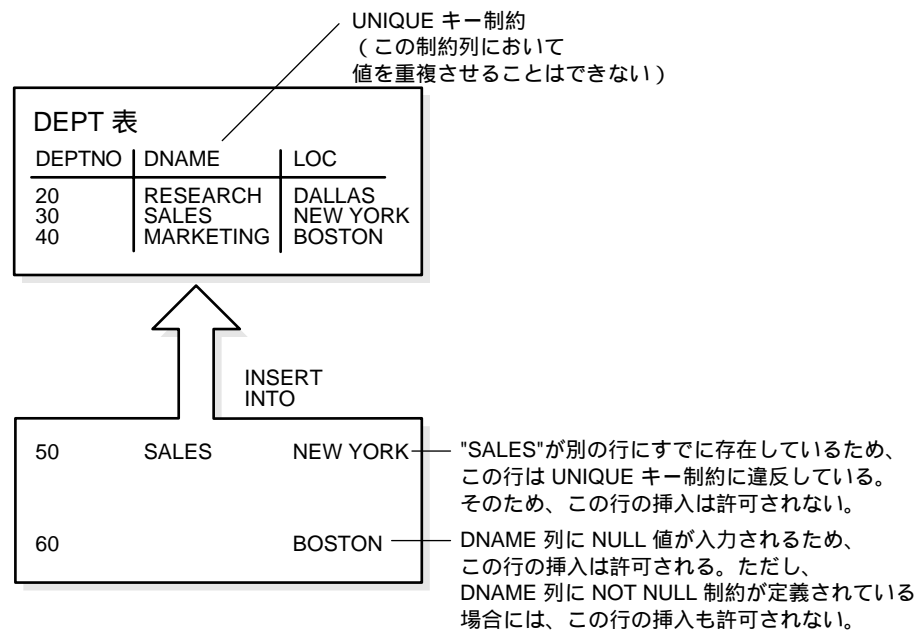 UNIQUE キー制約
（この制約列において
値を重複させることはできない）
DEPT 表
DEPTNO DNAME LOC
20 RESEARCH DALLAS
30 SALES NEW YORK
40 MARKETING BOSTON
INSERT
INTO
50 SALES NEW YORK
"SALES"が別の行にすでに存在しているため、
この行は UNIQUE キー制約に違反している。
そのため、この行の挿入は許可されない。
60 BOSTON
DNAME 列に NULL 値が入力されるため、
この行の挿入は許可される。ただし、
DNAME 列に NOT NULL 制約が定義されている
場合には、この行の挿入も許可されない。